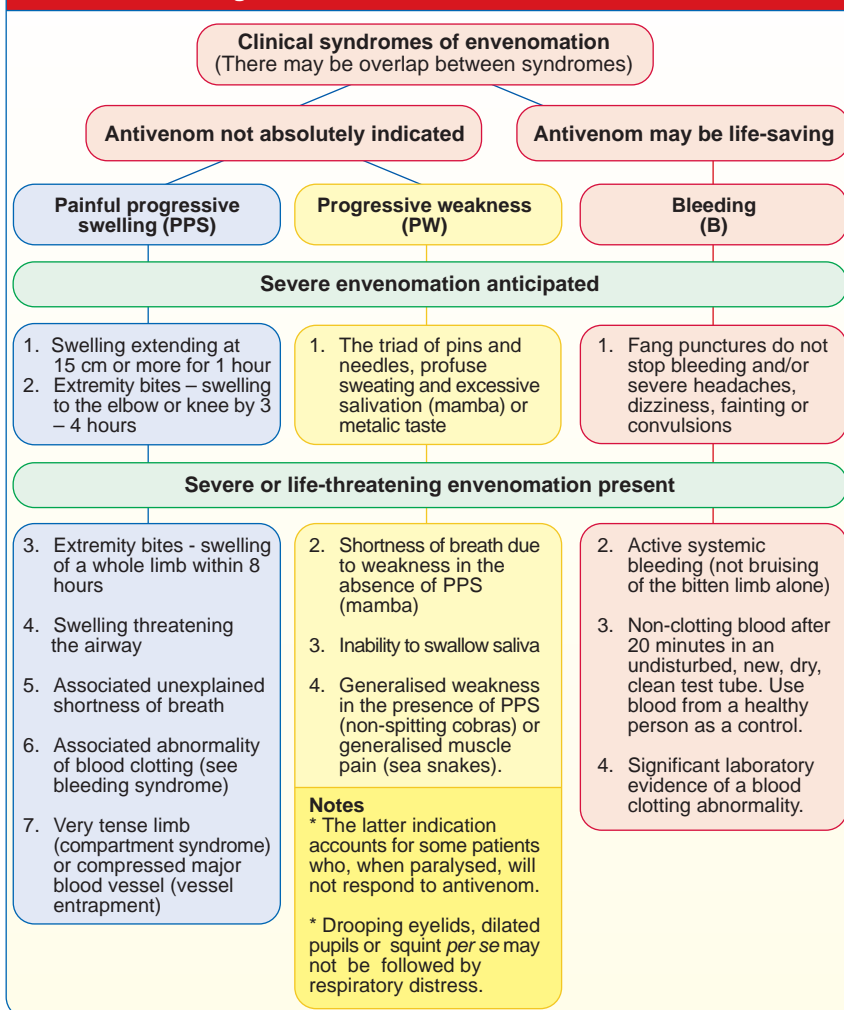 Clinical syndromes of envenomation
(There may be overlap between syndromes)
Antivenom not absolutely indicated
Antivenom may be life-saving
Painful progressive
swelling (PPS)
Progressive weakness
(PW)
Bleeding
(B)
Severe envenomation anticipated
1. Swelling extending at
15 cm or more for 1 hour
2. Extremity bites – swelling
to the elbow or knee by 3
– 4 hours
1. The triad of pins and
needles, profuse
sweating and excessive
salivation (mamba) or
metalic taste
1. Fang punctures do not
stop bleeding and/or
severe headaches,
dizziness, fainting or
convulsions
Severe or life-threatening envenomation present
3. Extremity bites - swelling
of a whole limb within 8
hours
4. Swelling threatening
the airway
5. Associated unexplained
shortness of breath
6. Associated abnormality
of blood clotting (see
bleeding syndrome)
7. Very tense limb
(compartment syndrome)
or compressed major
blood vessel (vessel
entrapment)
2. Shortness of breath due
to weakness in the
absence of PPS
(mamba)
3. Inability to swallow saliva
4. Generalised weakness
in the presence of PPS
(non-spitting cobras) or
generalised muscle
pain (sea snakes).
Notes
* The latter indication
accounts for some patients
who, when paralysed, will
not respond to antivenom.
* Drooping eyelids, dilated
pupils or squint per se may
not be followed by
respiratory distress.
2. Active systemic
bleeding (not bruising
of the bitten limb alone)
3. Non-clotting blood after
20 minutes in an
undisturbed, new, dry,
clean test tube. Use
blood from a healthy
person as a control.
4. Significant laboratory
evidence of a blood
clotting abnormality.